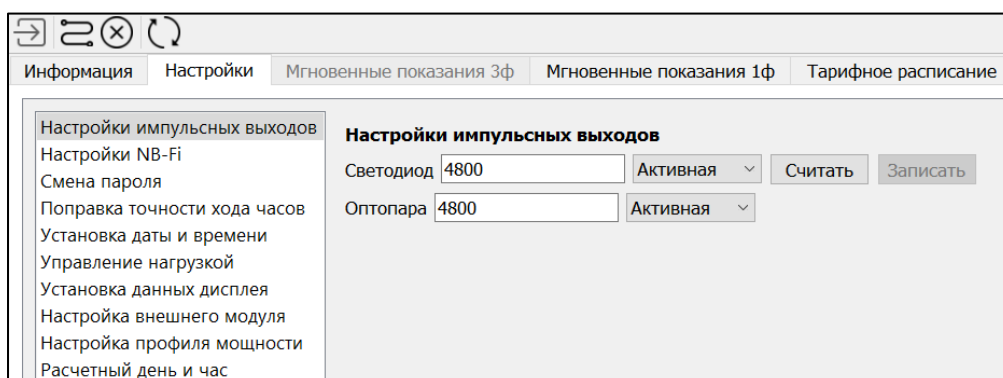 Информация Настройки Мгновенные показания 3ф Мгновенные показания 1ф Тарифное расписание
Настройки импульсных выходов
Настройки NB-Fi
Смена пароля
Поправка точности хода часов
Установка даты и времени
Управление нагрузкой
Установка данных дисплея
Настройка внешнего модуля
Настройка профиля мощности
Расчетный день и час
Настройки импульсных выходов
Светодиод 4800 Активная Считать Записать
Оптопара 4800 Активная